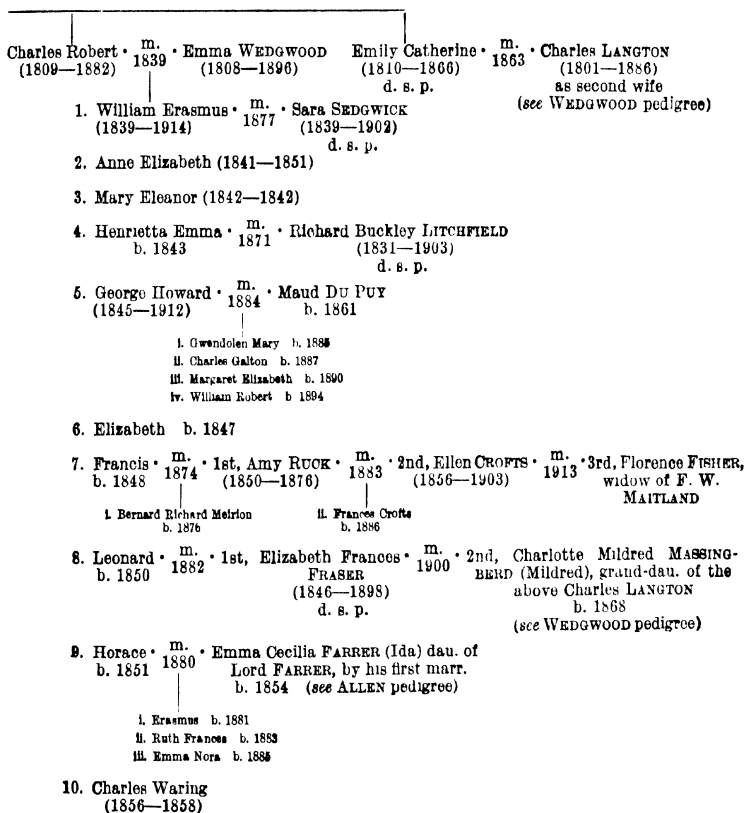 Charles Robert · m. 1839 · Emma WEDGWOOD Emily Catherine · m. 1863 · Charles LANGTON
(1809—1882) (1808—1896) (1810—1866) (1801—1886)
d. s. p. as second wife
(see WEDGWOOD pedigree)
1. William Erasmus · m. 1877 · Sara SEDGWICK
(1839—1914) (1839—1902)
d. s. p.
2. Anne Elizabeth (1841—1851)
3. Mary Eleanor (1842—1842)
4. Henrietta Emma · m. 1871 · Richard Buckley LITCHFIELD
b. 1843 (1831—1903)
d. s. p.
5. George Howard · m. 1884 · Maud DU PUY
(1845—1912) b. 1861
i. Gwendolen Mary b. 1885
ii. Charles Galton b. 1887
iii. Margaret Elizabeth b. 1890
iv. William Robert b 1894
6. Elizabeth b. 1847
7. Francis · m. 1874 · 1st, Amy RUCK · m. 1883 · 2nd, Ellen CROFTS · m. 1913 · 3rd, Florence FISHER,
b. 1848 (1850—1876) (1856—1903) widow of F. W.
MAITLAND
i. Bernard Richard Meirion ii. Frances Crofts
b. 1876 b. 1886
8. Leonard · m. 1882 · 1st, Elizabeth Frances · m. 1900 · 2nd, Charlotte Mildred MASSING-
b. 1850 FRASER BERD (Mildred), grand-dau. of the
(1846—1898) above Charles LANGTON
d. s. p. b. 1868
(see WEDGWOOD pedigree)
9. Horace · m. 1880 · Emma Cecilia FARRER (Ida) dau. of
b. 1851 Lord FARRER, by his first marr.
b. 1854 (see ALLEN pedigree)
i. Erasmus b. 1881
ii. Ruth Frances b. 1883
iii. Emma Nora b. 1885
10. Charles Waring
(1856—1858)